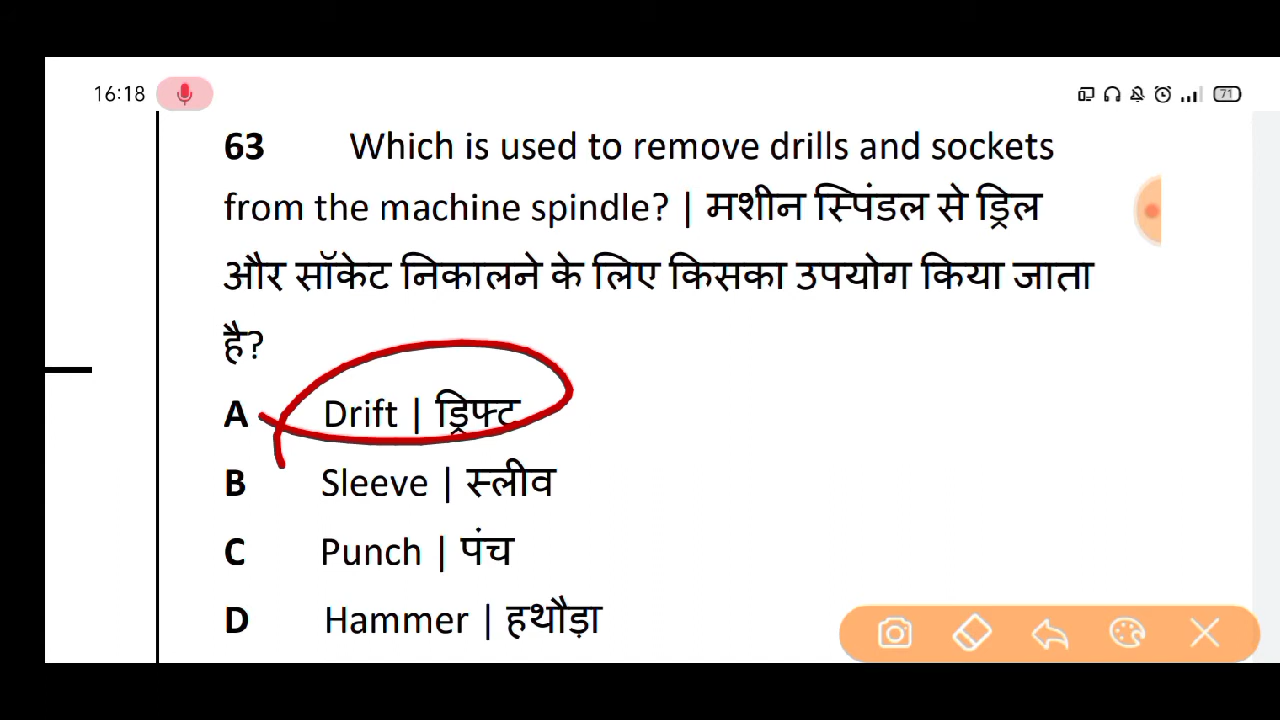 16:18 71
63 Which is used to remove drills and sockets
from the machine spindle? | मशीन स्पिंडल से ड्रिल
और सॉकेट निकालने के लिए किसका उपयोग किया जाता
है?
A Drift | ड्रिफ्ट
B Sleeve | स्लीव
C Punch | पंच
D Hammer | हथौड़ा